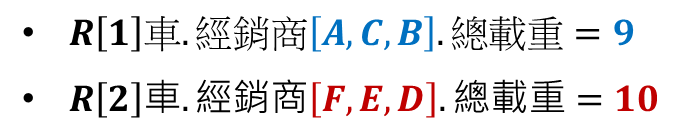 • R[1]車.經銷商[A,C,B].總載重 = 9
• R[2]車.經銷商[F,E,D].總載重 = 10